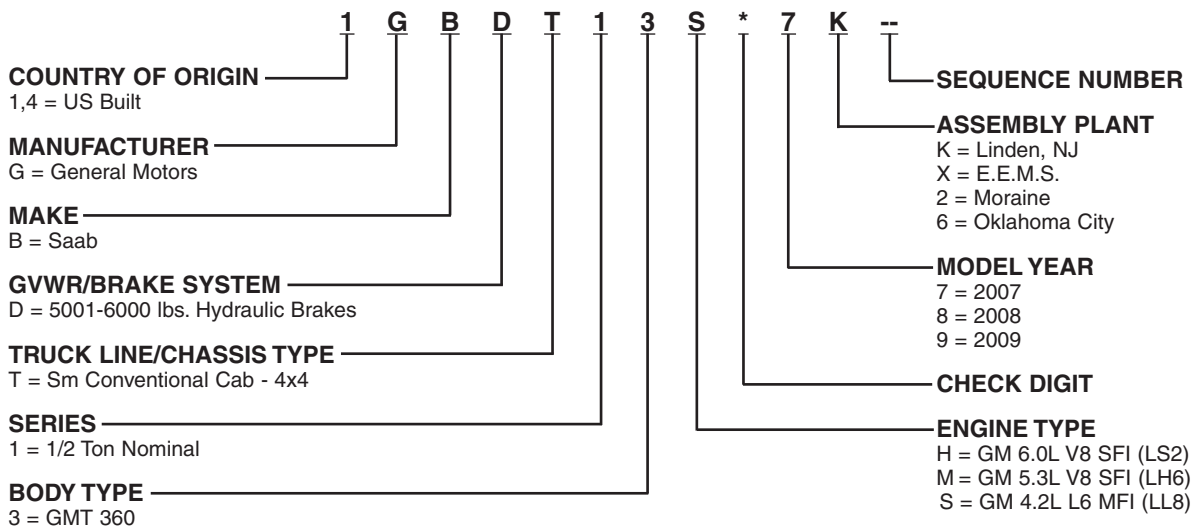 1 G B D T 1 3 S * 7 K --
COUNTRY OF ORIGIN
1,4 = US Built
MANUFACTURER
G = General Motors
MAKE
B = Saab
GVWR/BRAKE SYSTEM
D = 5001-6000 lbs. Hydraulic Brakes
TRUCK LINE/CHASSIS TYPE
T = Sm Conventional Cab - 4x4
SERIES
1 = 1/2 Ton Nominal
BODY TYPE
3 = GMT 360
SEQUENCE NUMBER
ASSEMBLY PLANT
K = Linden, NJ
X = E.E.M.S.
2 = Moraine
6 = Oklahoma City
MODEL YEAR
7 = 2007
8 = 2008
9 = 2009
CHECK DIGIT
ENGINE TYPE
H = GM 6.0L V8 SFI (LS2)
M = GM 5.3L V8 SFI (LH6)
S = GM 4.2L L6 MFI (LL8)